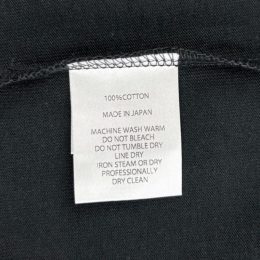 100%COTTON
MADE IN JAPAN
MACHINE WASH WARM
DO NOT BLEACH
DO NOT TUMBLE DRY
LINE DRY
IRON STEAM OR DRY
PROFESSIONALLY
DRY CLEAN